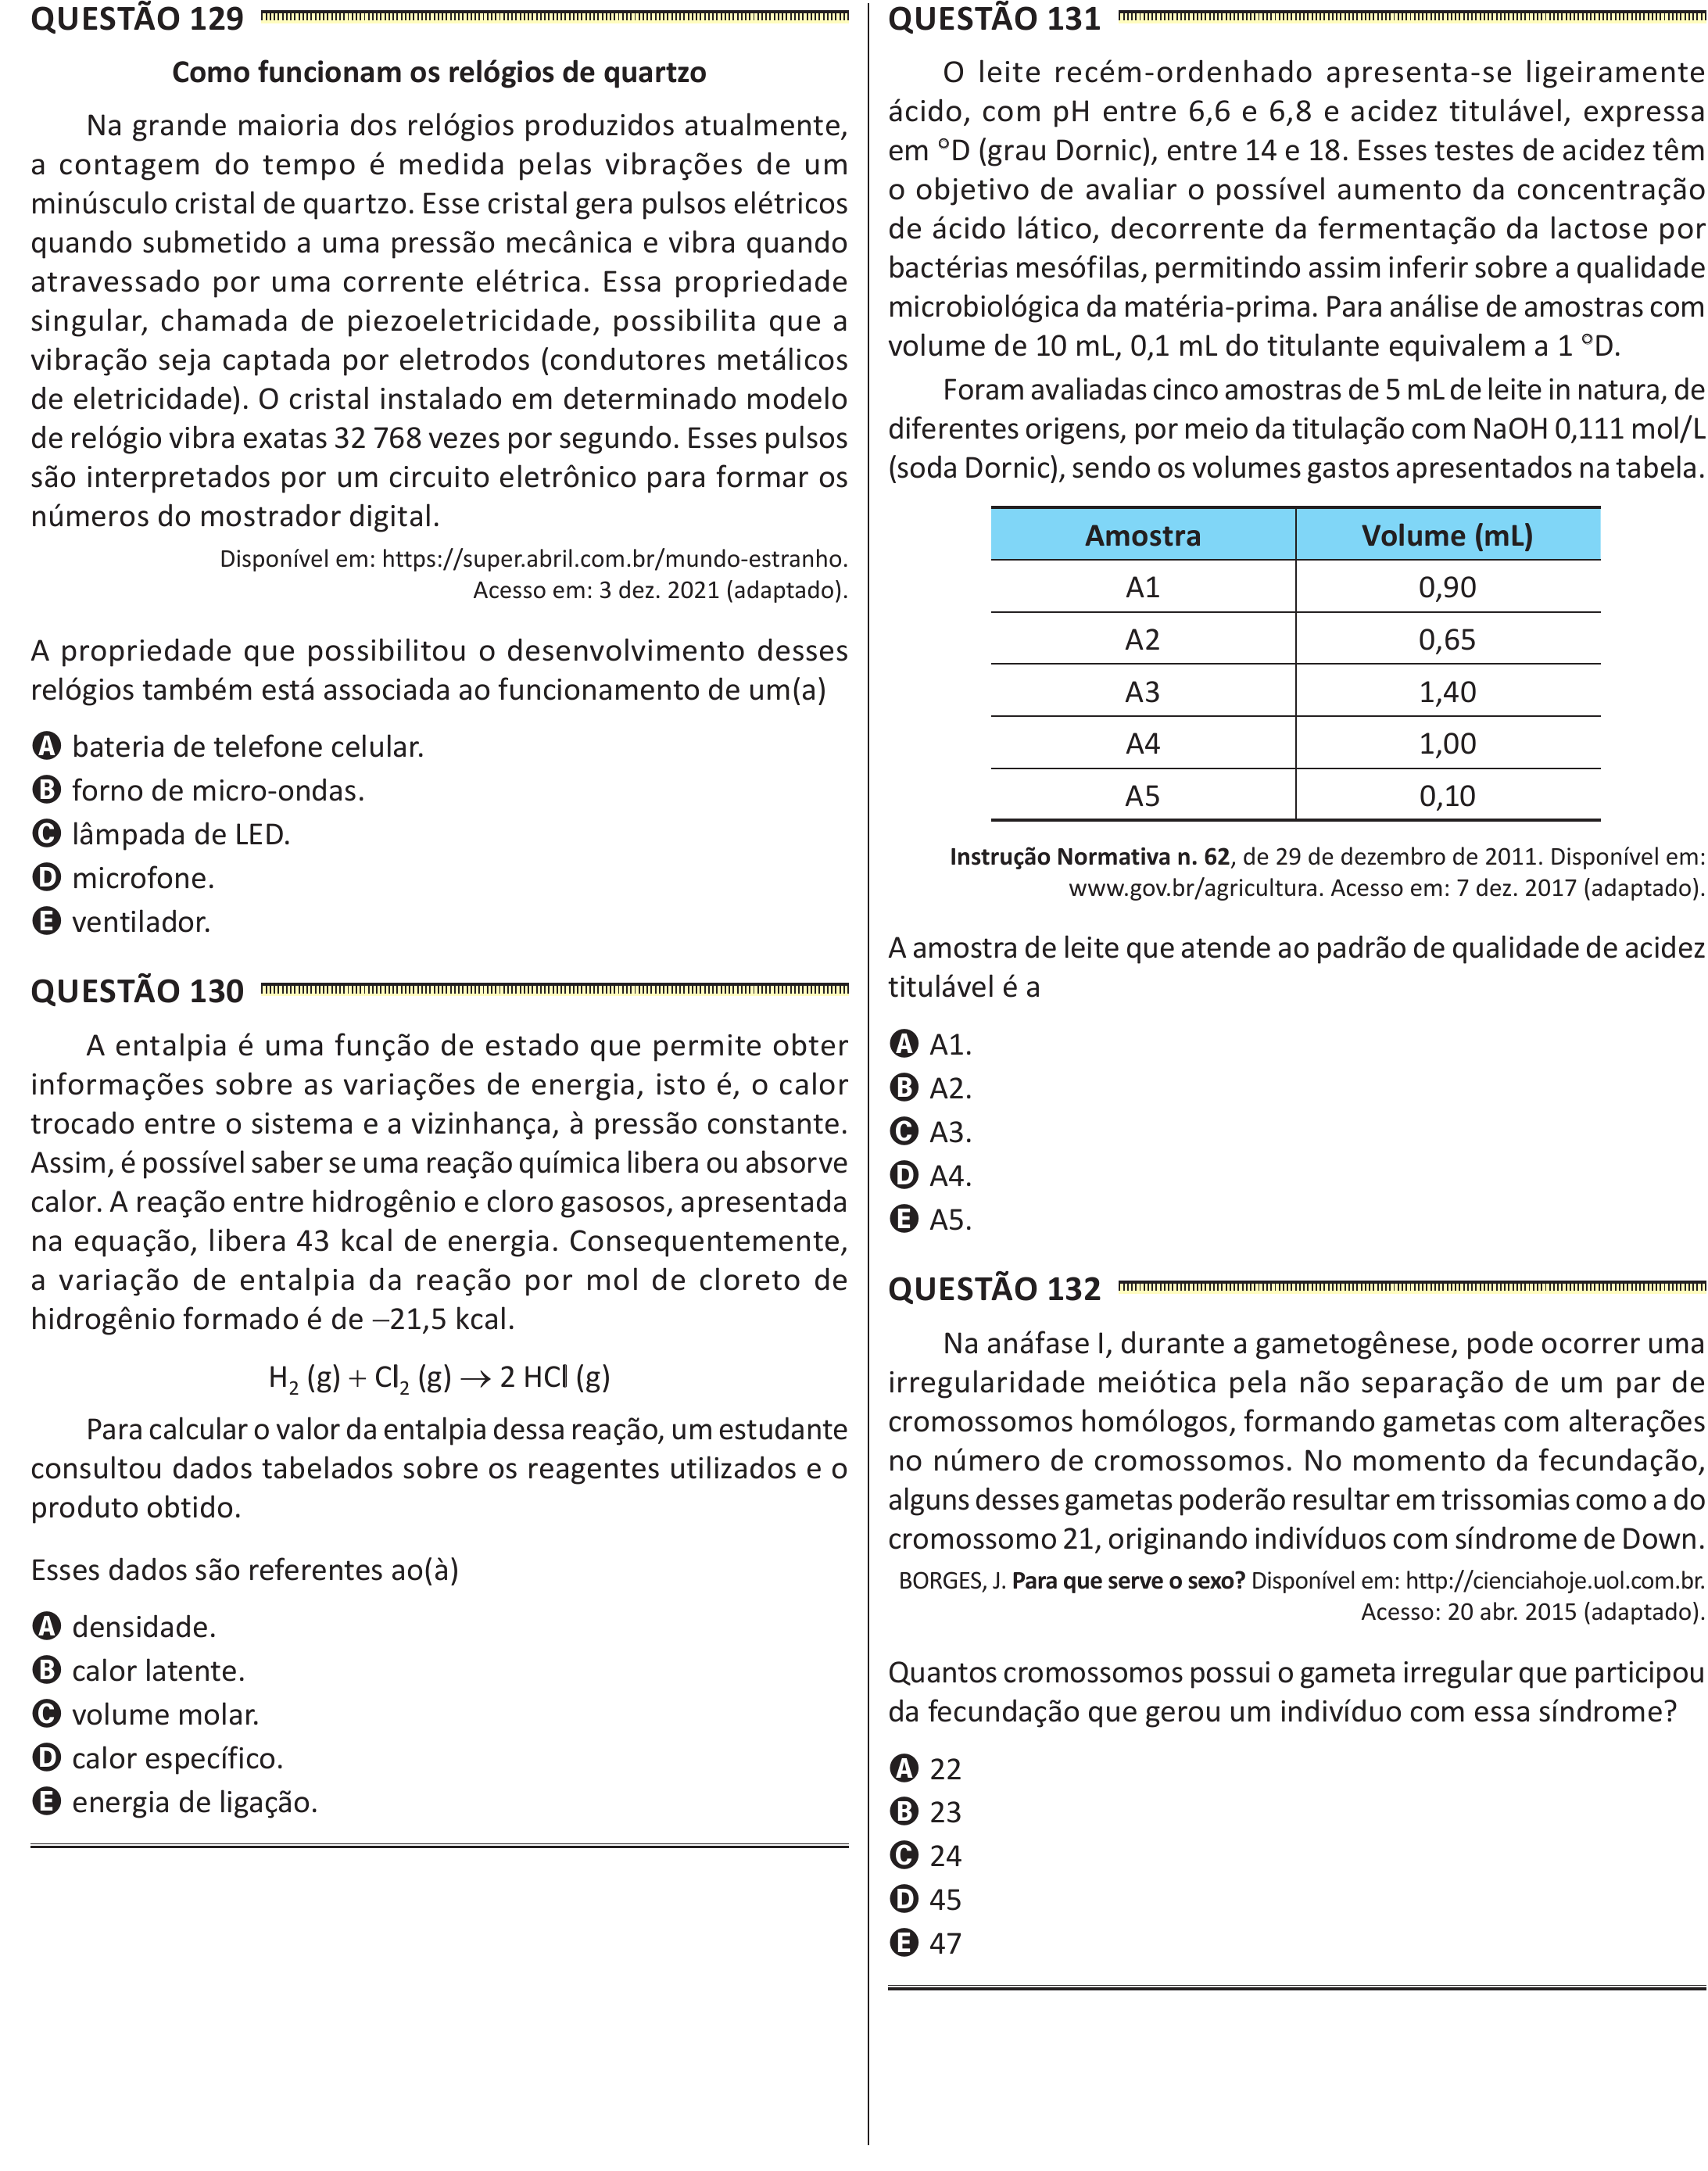 QUESTÃO 129
Como funcionam os relógios de quartzo
Na grande maioria dos relógios produzidos atualmente,
a contagem do tempo é medida pelas vibrações de um
minúsculo cristal de quartzo. Esse cristal gera pulsos elétricos
quando submetido a uma pressão mecânica e vibra quando
atravessado por uma corrente elétrica. Essa propriedade
singular, chamada de piezoeletricidade, possibilita que a
vibração seja captada por eletrodos (condutores metálicos
de eletricidade). O cristal instalado em determinado modelo
de relógio vibra exatas 32 768 vezes por segundo. Esses pulsos
são interpretados por um circuito eletrônico para formar os
números do mostrador digital.
Disponível em: https://super.abril.com.br/mundo-estranho.
Acesso em: 3 dez. 2021 (adaptado).
A propriedade que possibilitou o desenvolvimento desses
relógios também está associada ao funcionamento de um(a)
A bateria de telefone celular.
B forno de micro-ondas.
C lâmpada de LED.
D microfone.
E ventilador.
QUESTÃO 130
A entalpia é uma função de estado que permite obter
informações sobre as variações de energia, isto é, o calor
trocado entre o sistema e a vizinhança, à pressão constante.
Assim, é possível saber se uma reação química libera ou absorve
calor. A reação entre hidrogênio e cloro gasosos, apresentada
na equação, libera 43 kcal de energia. Consequentemente,
a variação de entalpia da reação por mol de cloreto de
hidrogênio formado é de −21,5 kcal.
H₂ (g) + Cl₂ (g) → 2 HCl (g)
Para calcular o valor da entalpia dessa reação, um estudante
consultou dados tabelados sobre os reagentes utilizados e o
produto obtido.
Esses dados são referentes ao(à)
A densidade.
B calor latente.
C volume molar.
D calor específico.
E energia de ligação.
QUESTÃO 131
O leite recém-ordenhado apresenta-se ligeiramente
ácido, com pH entre 6,6 e 6,8 e acidez titulável, expressa
em °D (grau Dornic), entre 14 e 18. Esses testes de acidez têm
o objetivo de avaliar o possível aumento da concentração
de ácido lático, decorrente da fermentação da lactose por
bactérias mesófilas, permitindo assim inferir sobre a qualidade
microbiológica da matéria-prima. Para análise de amostras com
volume de 10 mL, 0,1 mL do titulante equivalem a 1 °D.
Foram avaliadas cinco amostras de 5 mL de leite in natura, de
diferentes origens, por meio da titulação com NaOH 0,111 mol/L
(soda Dornic), sendo os volumes gastos apresentados na tabela.
Amostra Volume (mL)
A1 0,90
A2 0,65
A3 1,40
A4 1,00
A5 0,10
Instrução Normativa n. 62, de 29 de dezembro de 2011. Disponível em:
www.gov.br/agricultura. Acesso em: 7 dez. 2017 (adaptado).
A amostra de leite que atende ao padrão de qualidade de acidez
titulável é a
A A1.
B A2.
C A3.
D A4.
E A5.
QUESTÃO 132
Na anáfase I, durante a gametogênese, pode ocorrer uma
irregularidade meiótica pela não separação de um par de
cromossomos homólogos, formando gametas com alterações
no número de cromossomos. No momento da fecundação,
alguns desses gametas poderão resultar em trissomias como a do
cromossomo 21, originando indivíduos com síndrome de Down.
BORGES, J. Para que serve o sexo? Disponível em: http://cienciahoje.uol.com.br.
Acesso: 20 abr. 2015 (adaptado).
Quantos cromossomos possui o gameta irregular que participou
da fecundação que gerou um indivíduo com essa síndrome?
A 22
B 23
C 24
D 45
E 47